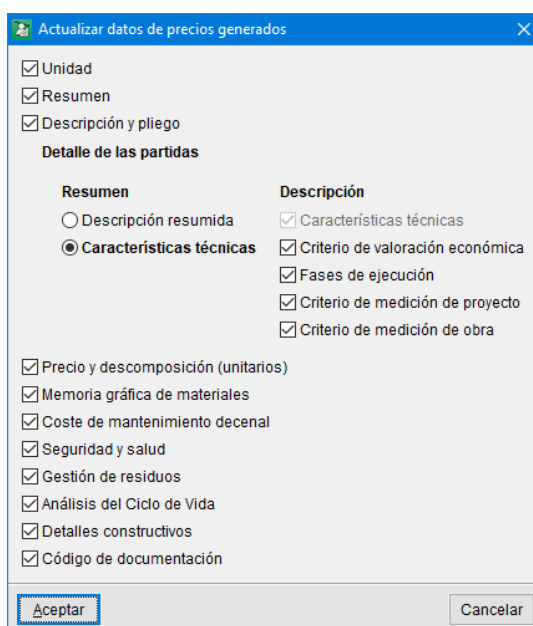 Actualizar datos de precios generados
Unidad
Resumen
Descripción y pliego
Detalle de las partidas
Resumen
Descripción
Descripción resumida
Características técnicas
Características técnicas
Criterio de valoración económica
Fases de ejecución
Criterio de medición de proyecto
Criterio de medición de obra
Precio y descomposición (unitarios)
Memoria gráfica de materiales
Coste de mantenimiento decenal
Seguridad y salud
Gestión de residuos
Análisis del Ciclo de Vida
Detalles constructivos
Código de documentación
Aceptar
Cancelar